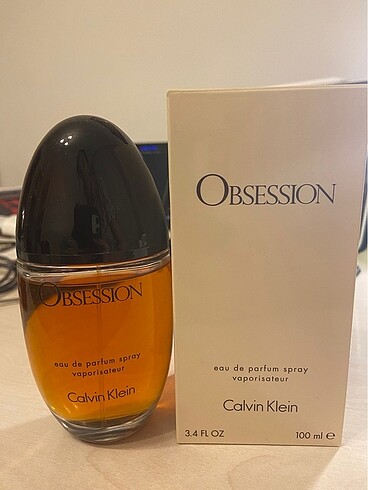 OBSESSION
eau de parfum spray
vaporisateur
Calvin Klein
OBSESSION
eau de parfum spray
vaporisateur
Calvin Klein
3.4 FL OZ 100 ml ℮